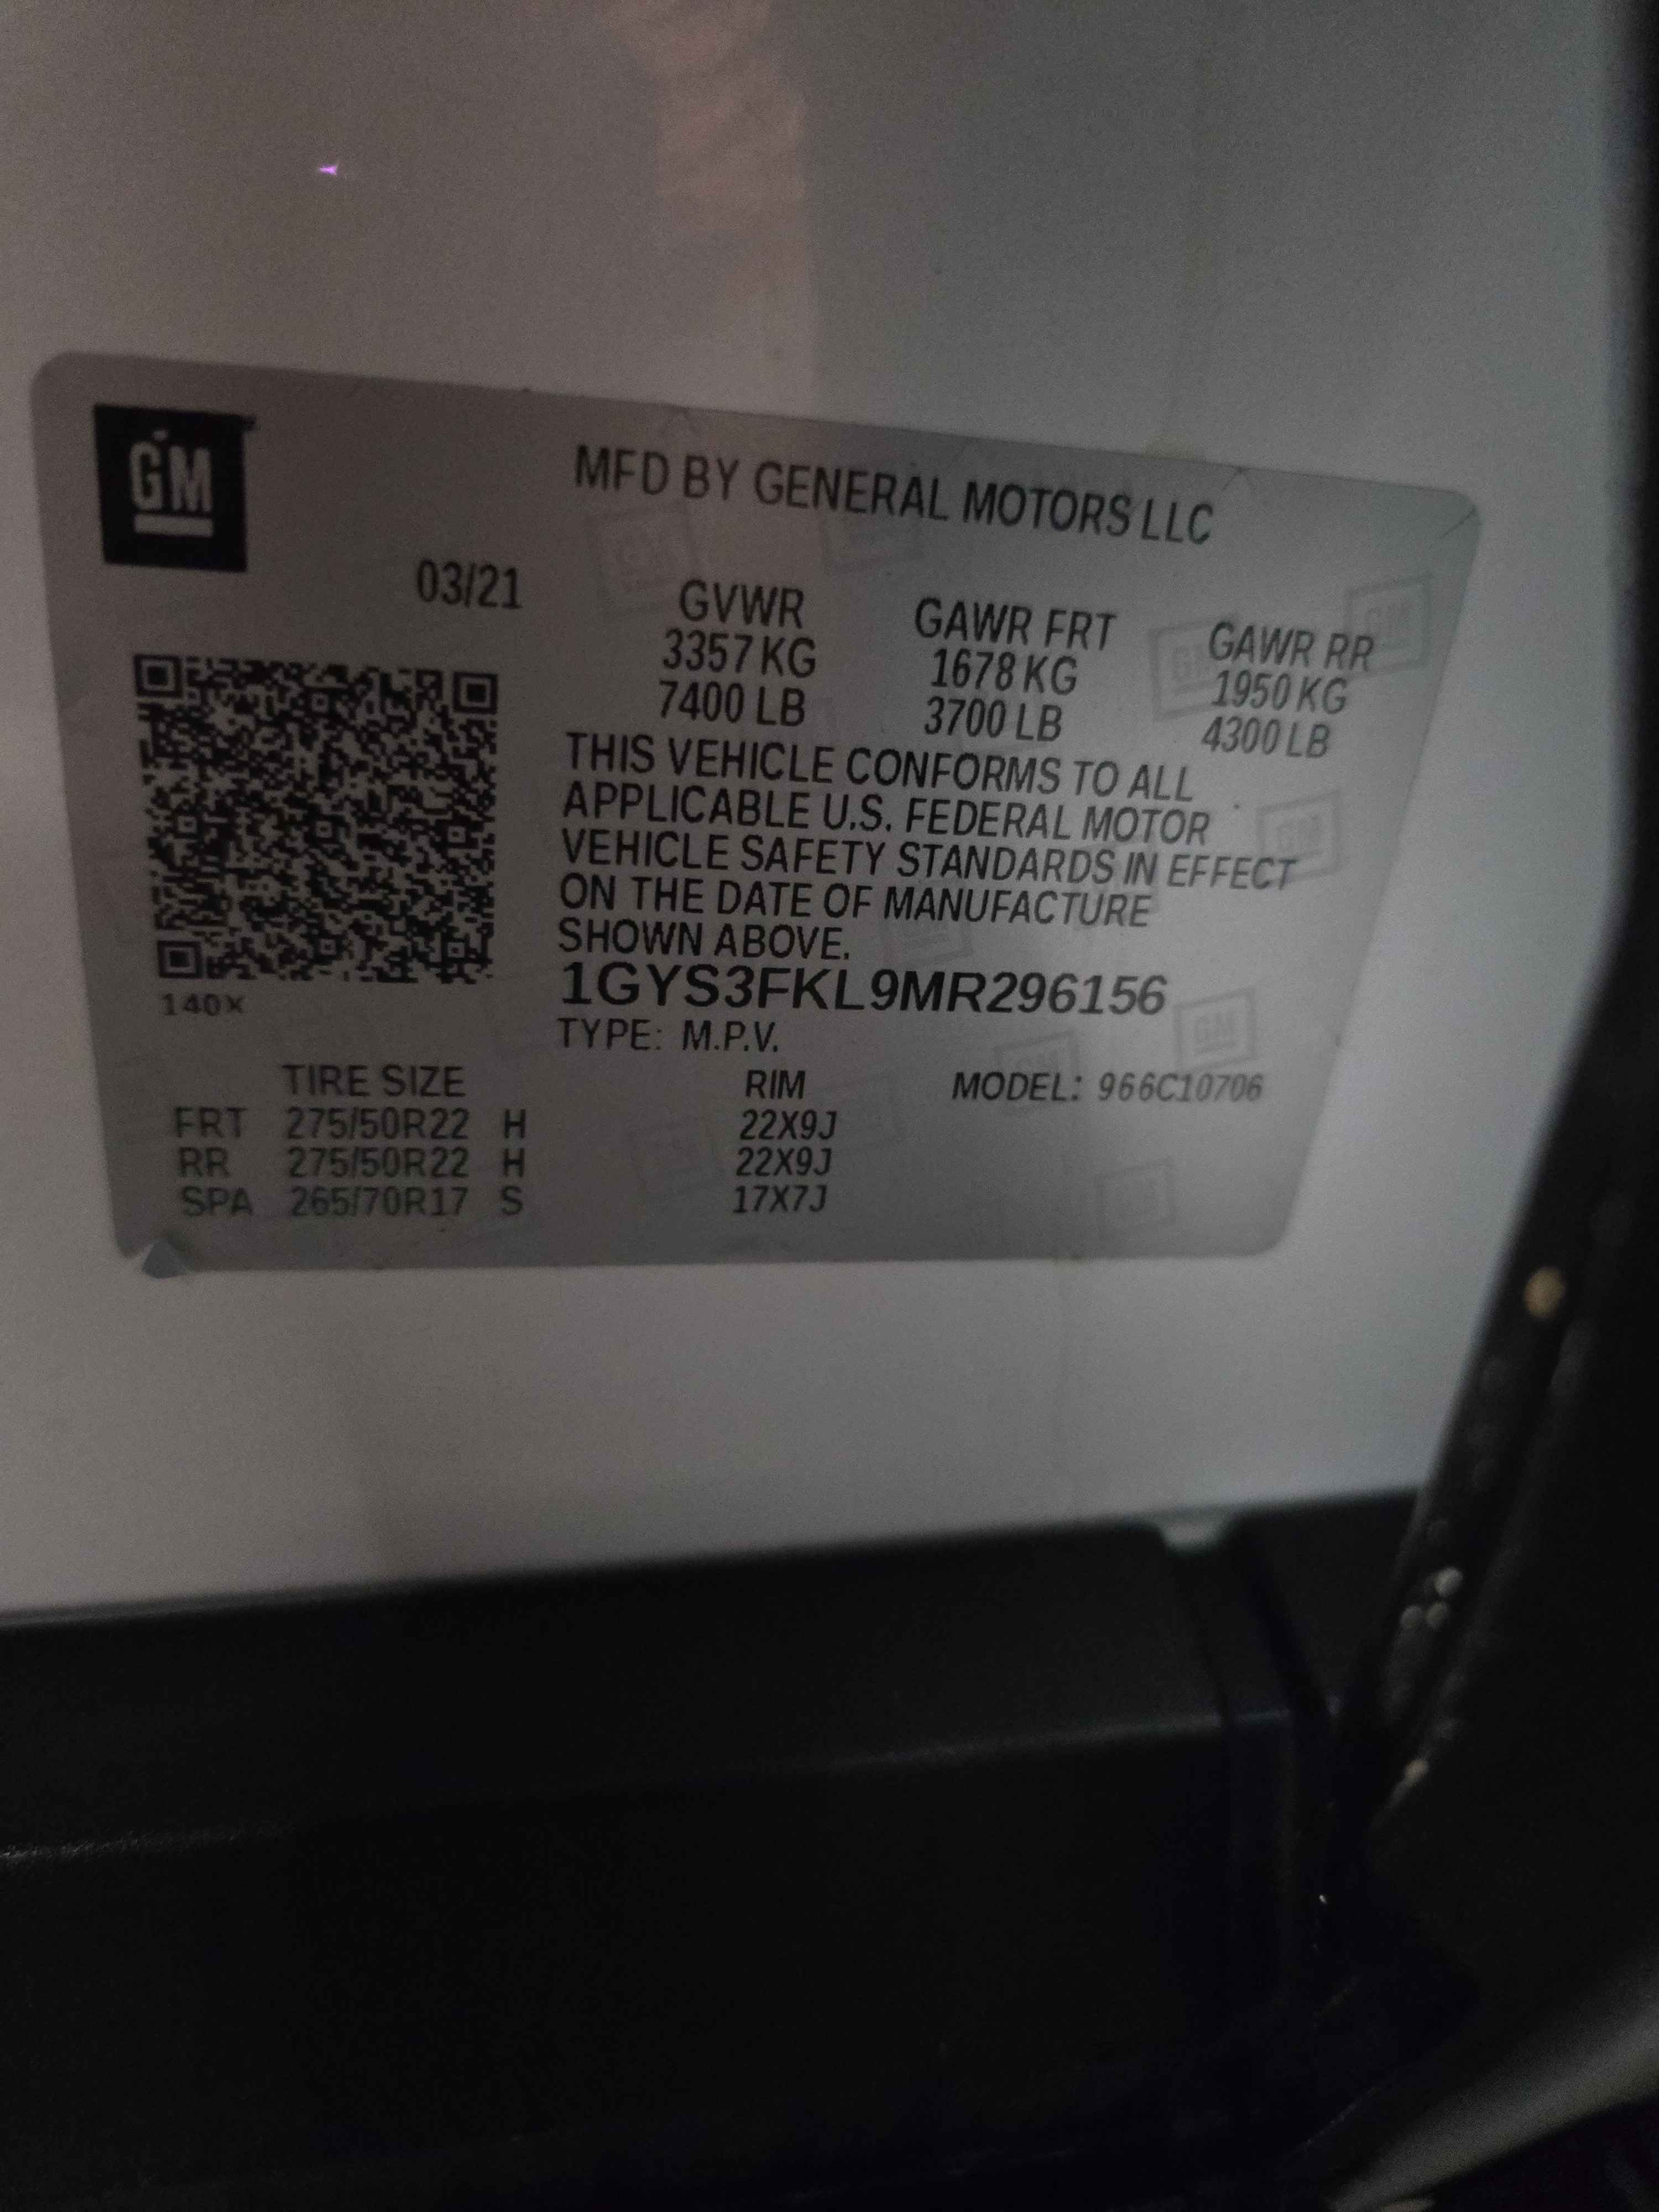 GM
MFD BY GENERAL MOTORS LLC
03/21 GVWR GAWR FRT GAWR RR
3357 KG 1678 KG 1950 KG
7400 LB 3700 LB 4300 LB
THIS VEHICLE CONFORMS TO ALL
APPLICABLE U.S. FEDERAL MOTOR
VEHICLE SAFETY STANDARDS IN EFFECT
ON THE DATE OF MANUFACTURE
SHOWN ABOVE.
1GYS3FKL9MR296156
140X
TYPE: M.P.V.
TIRE SIZE RIM MODEL: 966C10706
FRT 275/50R22 H 22X9J
RR 275/50R22 H 22X9J
SPA 265/70R17 S 17X7J